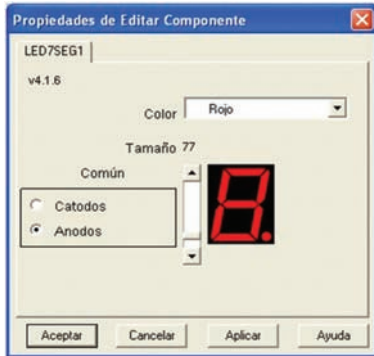 Propiedades de Editar Componente
LED7SEG1
v4.1.6
Color Rojo
Tamaño 77
Común
Catodos
Anodos
Aceptar Cancelar Aplicar Ayuda